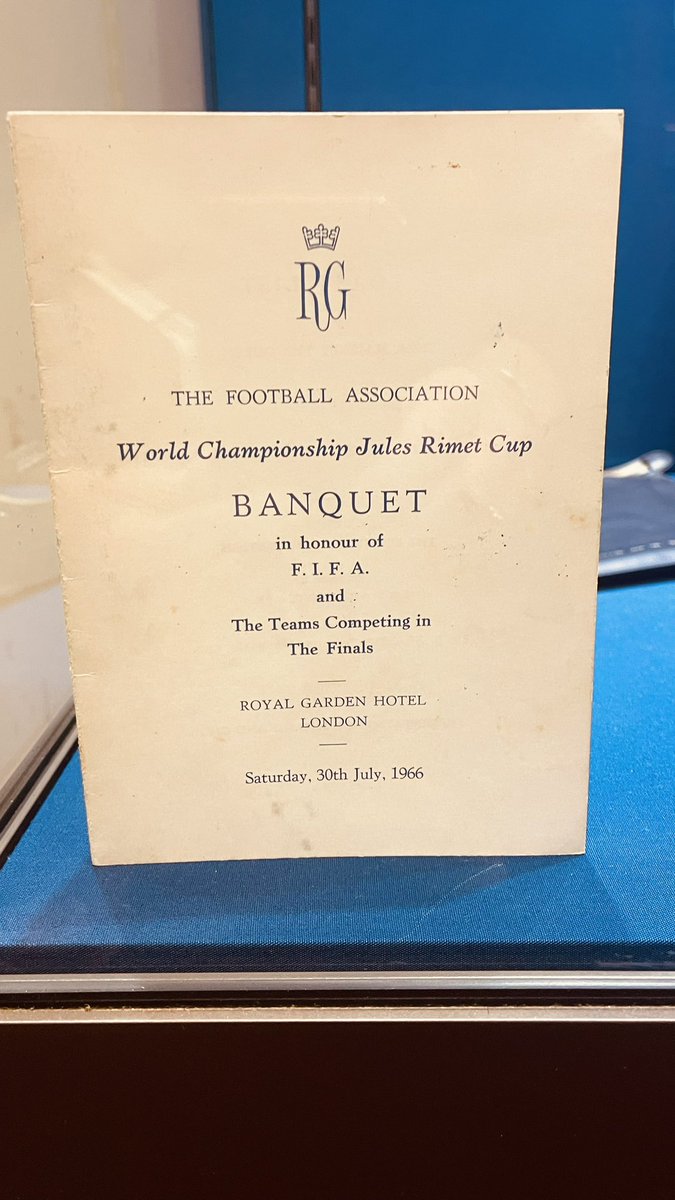 RG
THE FOOTBALL ASSOCIATION
World Championship Jules Rimet Cup
BANQUET
in honour of
F. I. F. A.
and
The Teams Competing in
The Finals
ROYAL GARDEN HOTEL
LONDON
Saturday, 30th July, 1966